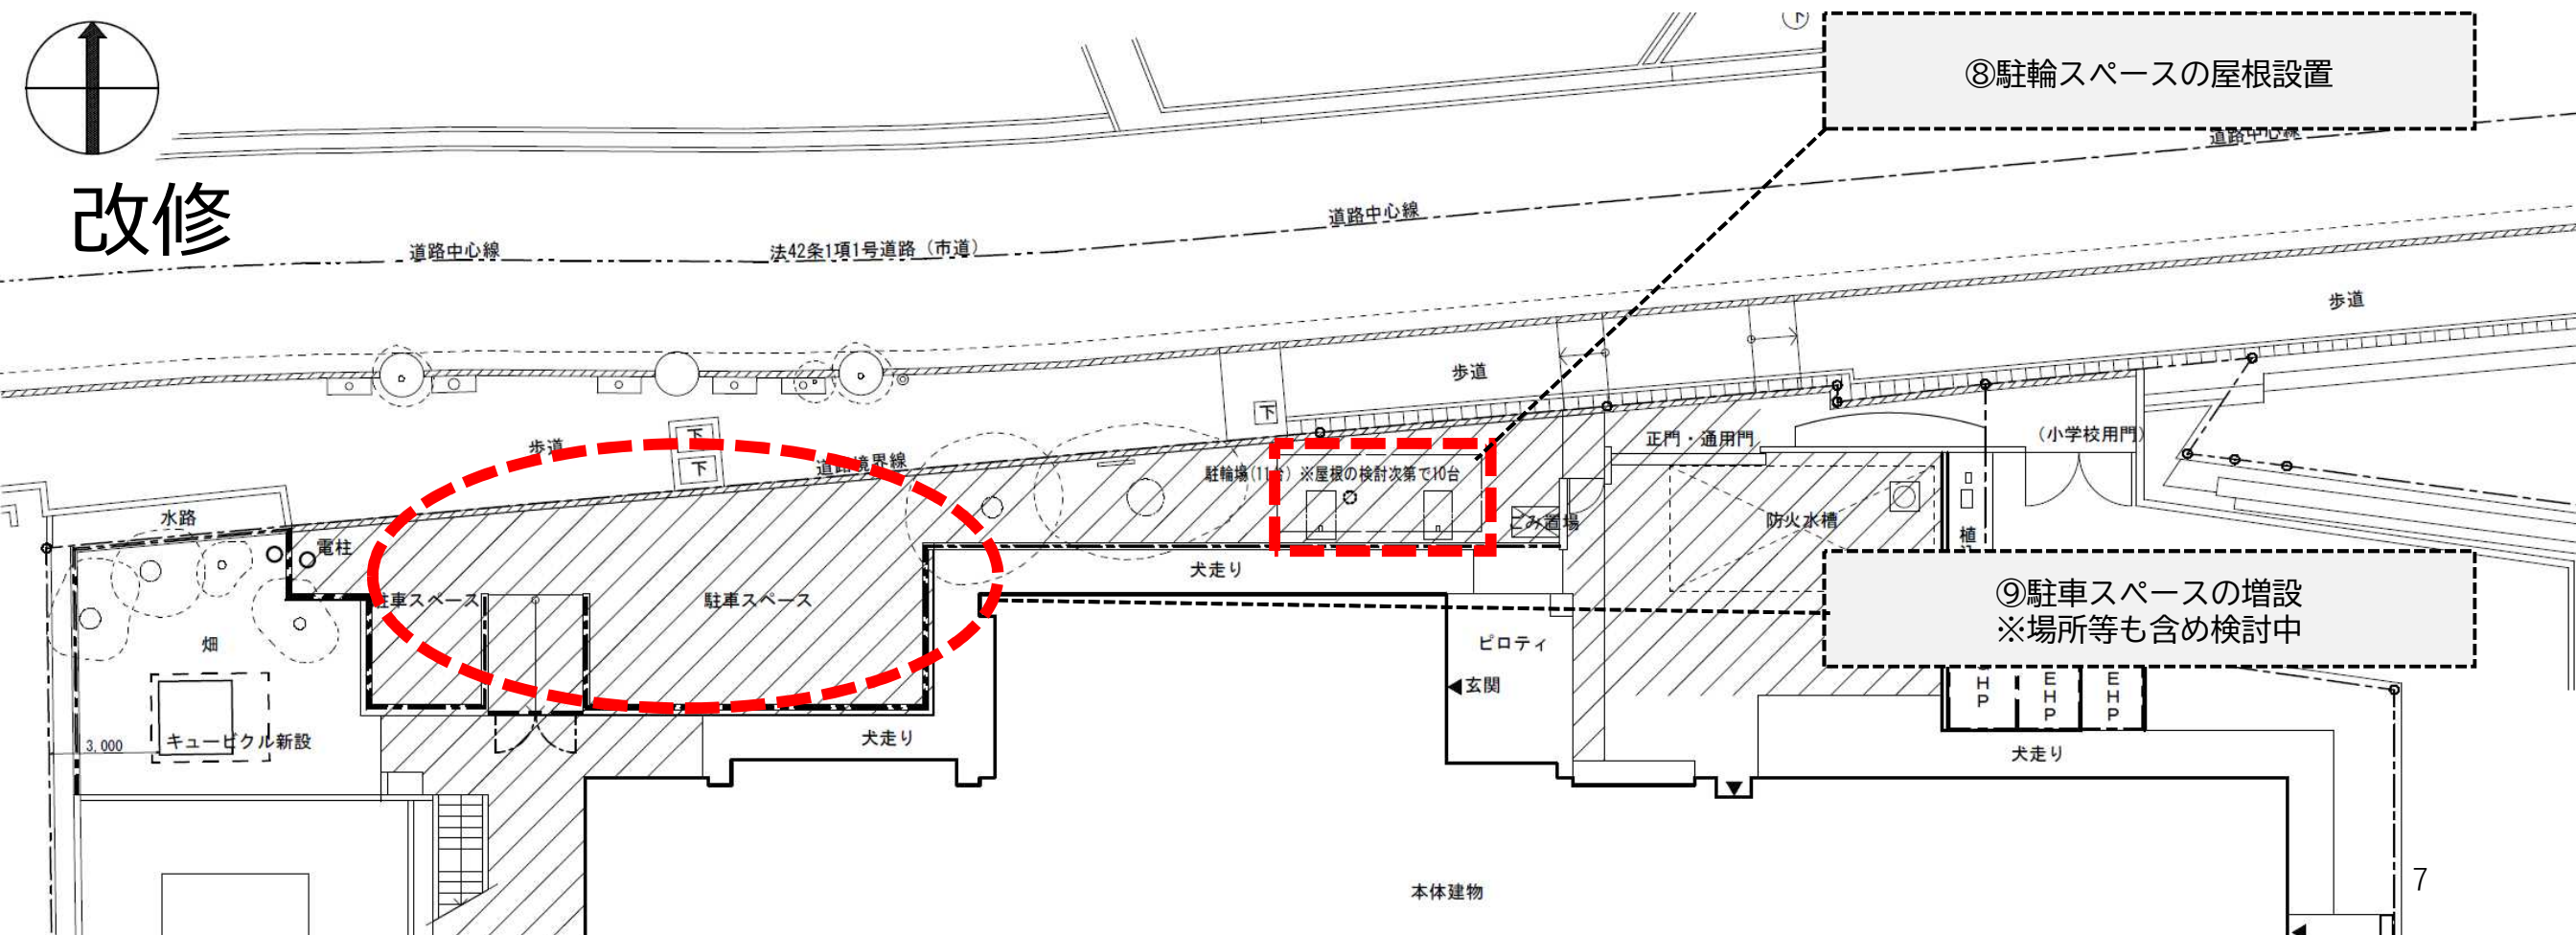 下
⑧駐輪スペースの屋根設置
道路中心線
改修
道路中心線
道路中心線
法42条1項1号道路（市道）
歩道
歩道
下
正門・通用門
（小学校用門）
歩道
下
下
道路境界線
駐輪場(11台）※屋根の検討次第で10台
水路
電柱
ごみ置場
防火水槽
植
犬走り
⑨駐車スペースの増設
※場所等も含め検討中
駐車スペース
駐車スペース
畑
ピロティ
玄関
HP
EHP
EHP
3,000
キュービクル新設
犬走り
犬走り
本体建物
7